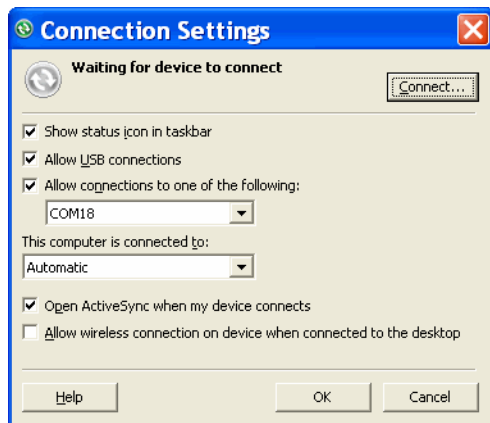 Connection Settings
Waiting for device to connect
Connect...
Show status icon in taskbar
Allow USB connections
Allow connections to one of the following:
COM18
This computer is connected to:
Automatic
Open ActiveSync when my device connects
Allow wireless connection on device when connected to the desktop
Help OK Cancel